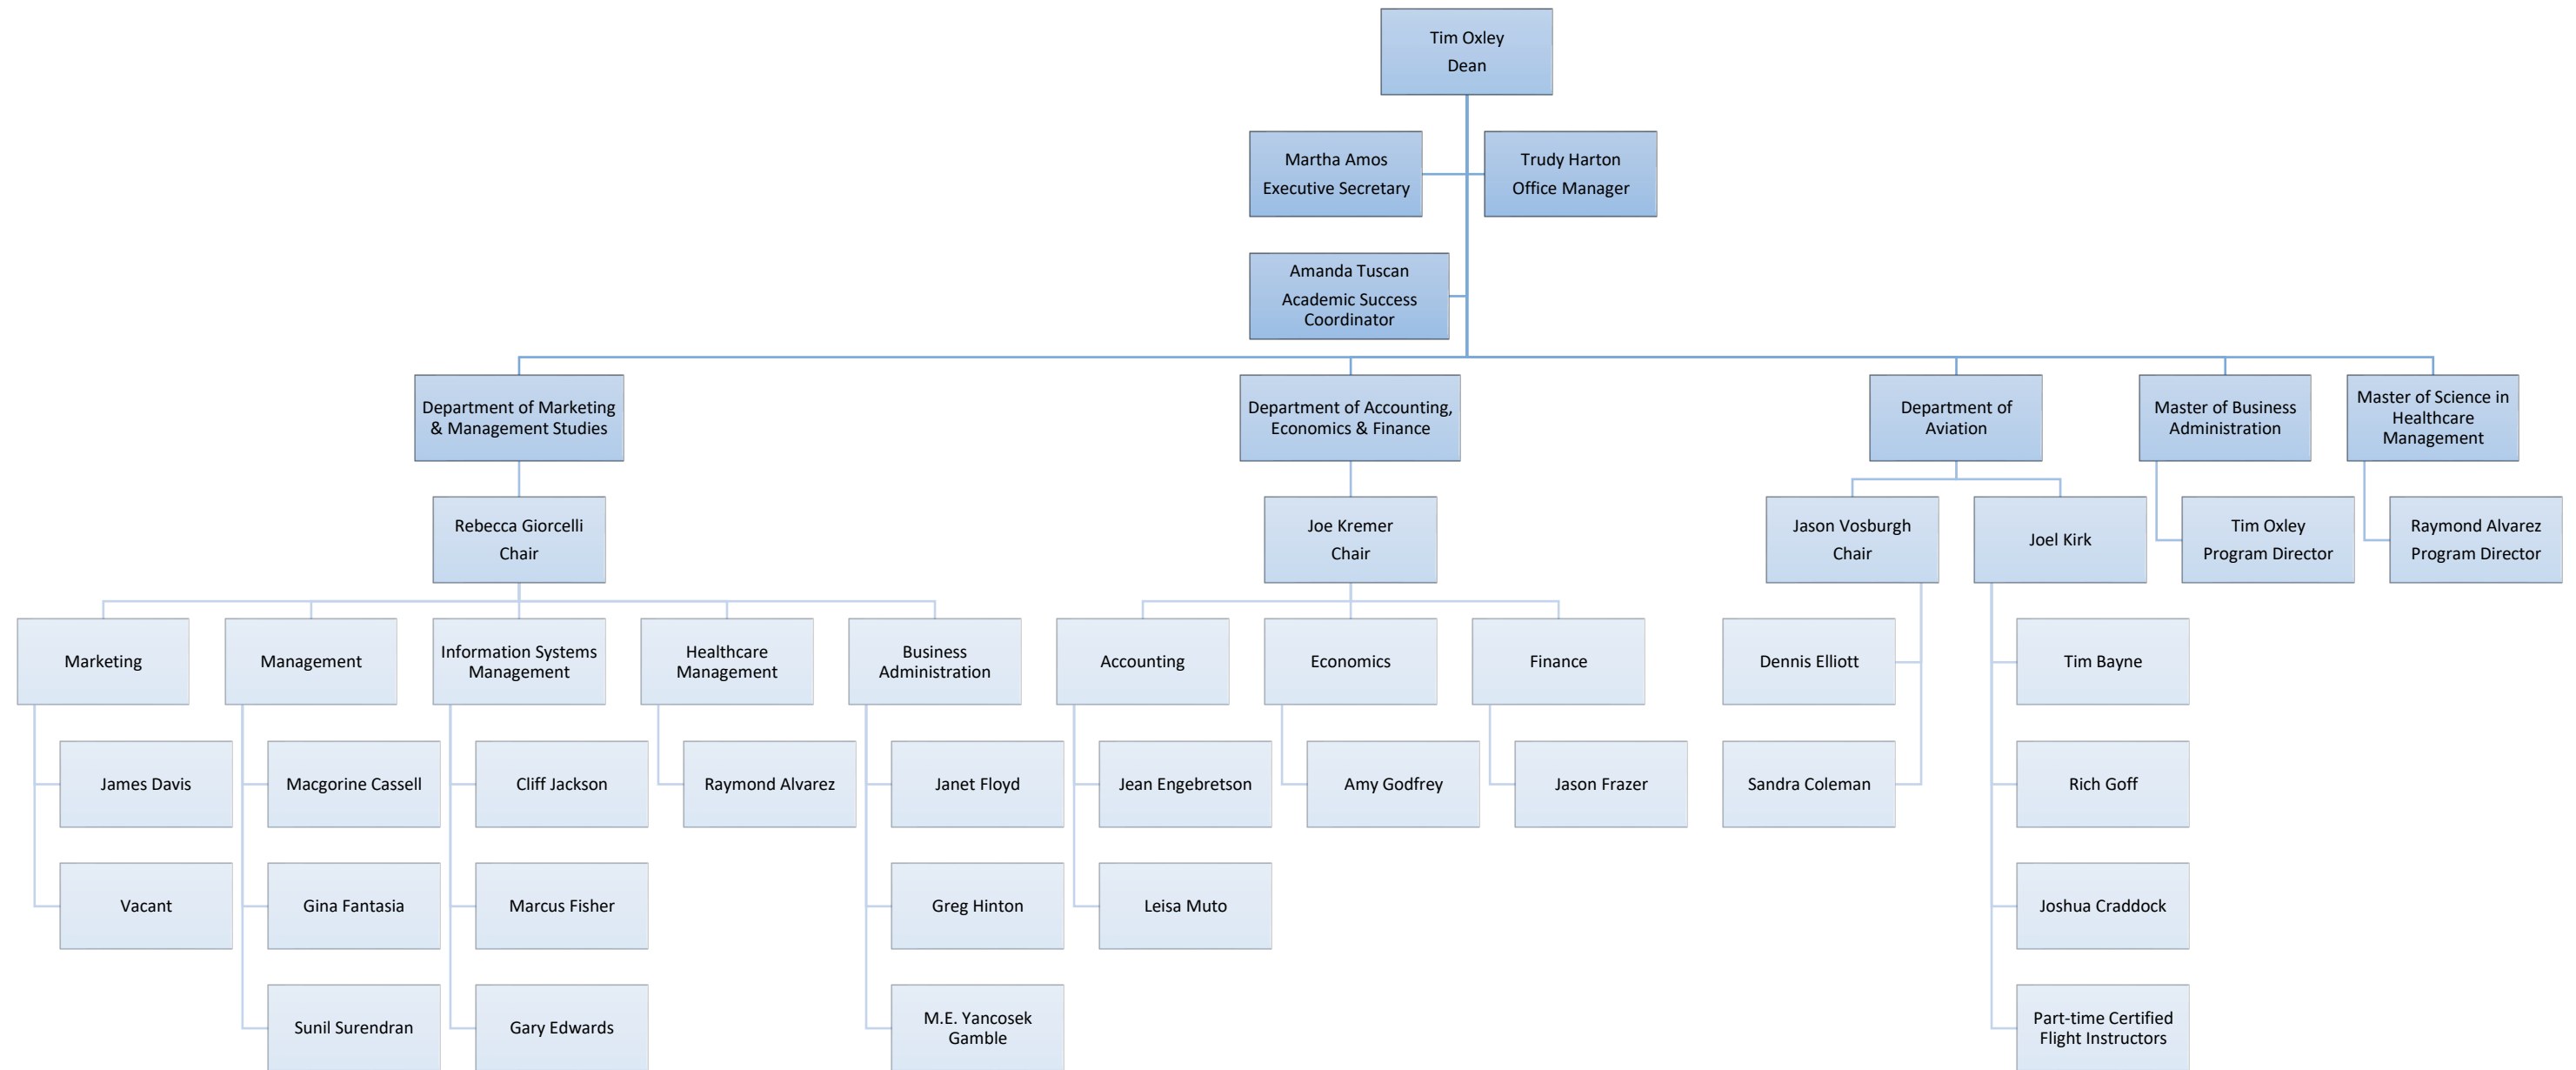 Tim Oxley
Dean
Martha Amos
Executive Secretary
Trudy Harton
Office Manager
Amanda Tuscan
Academic Success
Coordinator
Department of Marketing
& Management Studies
Department of Accounting,
Economics & Finance
Department of
Aviation
Master of Business
Administration
Master of Science in
Healthcare
Management
Rebecca Giorcelli
Chair
Joe Kremer
Chair
Jason Vosburgh
Chair
Joel Kirk
Tim Oxley
Program Director
Raymond Alvarez
Program Director
Marketing
Management
Information Systems
Management
Healthcare
Management
Business
Administration
Accounting
Economics
Finance
Dennis Elliott
Tim Bayne
James Davis
Macgorine Cassell
Cliff Jackson
Raymond Alvarez
Janet Floyd
Jean Engebretson
Amy Godfrey
Jason Frazer
Sandra Coleman
Rich Goff
Vacant
Gina Fantasia
Marcus Fisher
Greg Hinton
Leisa Muto
Joshua Craddock
Sunil Surendran
Gary Edwards
M.E. Yancosek
Gamble
Part-time Certified
Flight Instructors